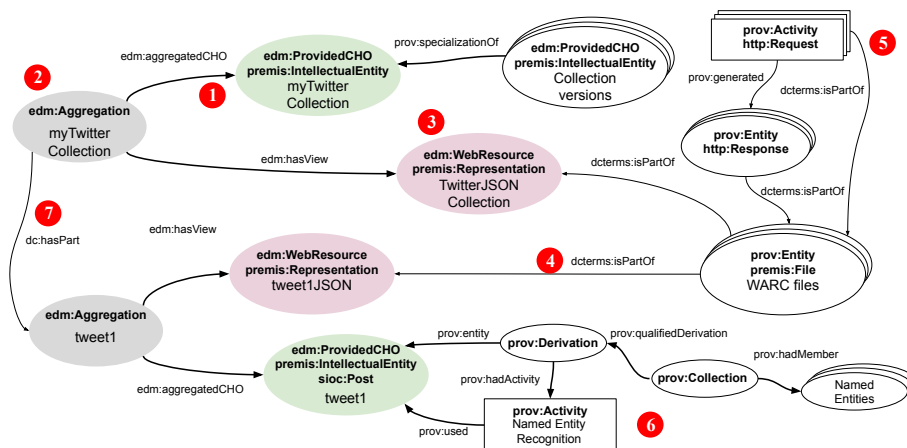 edm:ProvidedCHO
premis:IntellectualEntity
myTwitter
Collection
edm:aggregatedCHO
prov:specializationOf
edm:ProvidedCHO
premis:IntellectualEntity
Collection
versions
prov:Activity
http:Request
5
prov:generated
dcterms:isPartOf
2
1
edm:Aggregation
myTwitter
Collection
3
prov:Entity
http:Response
edm:hasView
edm:WebResource
premis:Representation
TwitterJSON
Collection
dcterms:isPartOf
dcterms:isPartOf
7
dc:hasPart
edm:hasView
edm:WebResource
premis:Representation
tweet1JSON
4
dcterms:isPartOf
prov:Entity
premis:File
WARC files
edm:Aggregation
tweet1
edm:aggregatedCHO
edm:ProvidedCHO
premis:IntellectualEntity
sioc:Post
tweet1
prov:entity
prov:Derivation
prov:qualifiedDerivation
prov:hadActivity
prov:Collection
prov:hadMember
Named
Entities
prov:used
prov:Activity
Named Entity
Recognition
6